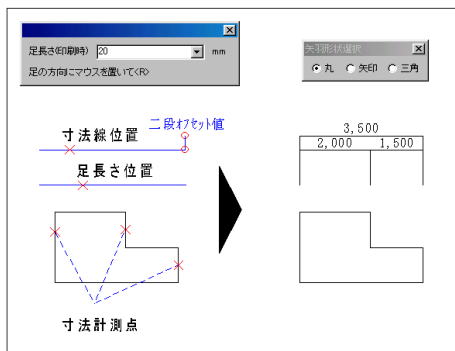 足長さ(印刷時) 20 mm
足の方向にマウスを置いて<R>
矢羽形状選択
丸 矢印 三角
二段オフセット値
寸法線位置
足長さ位置
寸法計測点
3,500
2,000 1,500